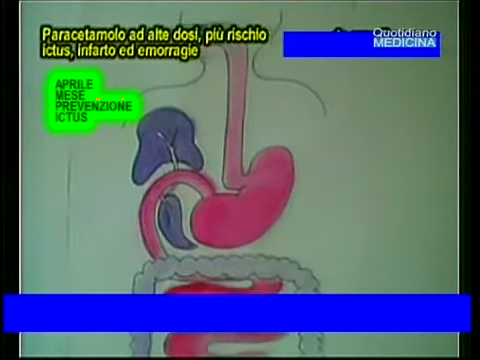 Paracetamolo ad alte dosi, più rischio
ictus, infarto ed emorragie
Quotidiano
MEDICINA
APRILE
MESE
PREVENZIONE
ICTUS